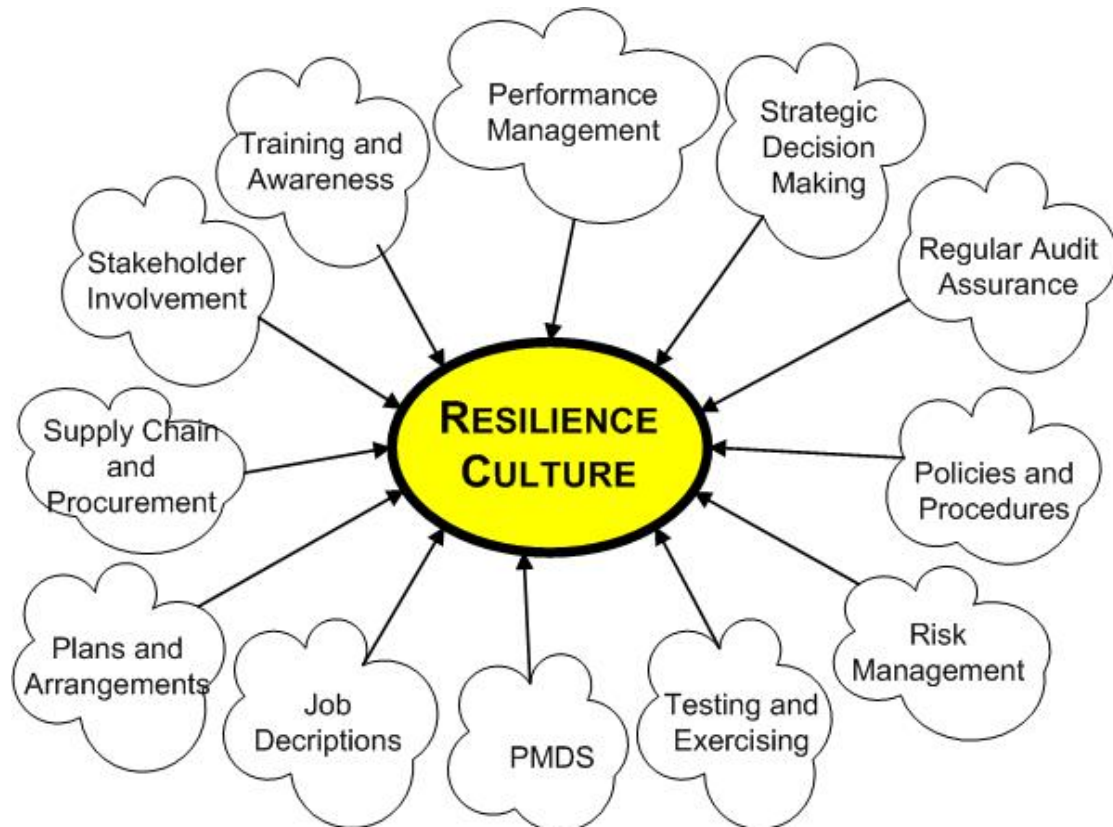 Performance
Management
Strategic
Decision
Making
Training and
Awareness
Regular Audit
Assurance
Stakeholder
Involvement
RESILIENCE
CULTURE
Supply Chain
and
Procurement
Policies and
Procedures
Plans and
Arrangements
Risk
Management
Job
Decriptions
PMDS
Testing and
Exercising